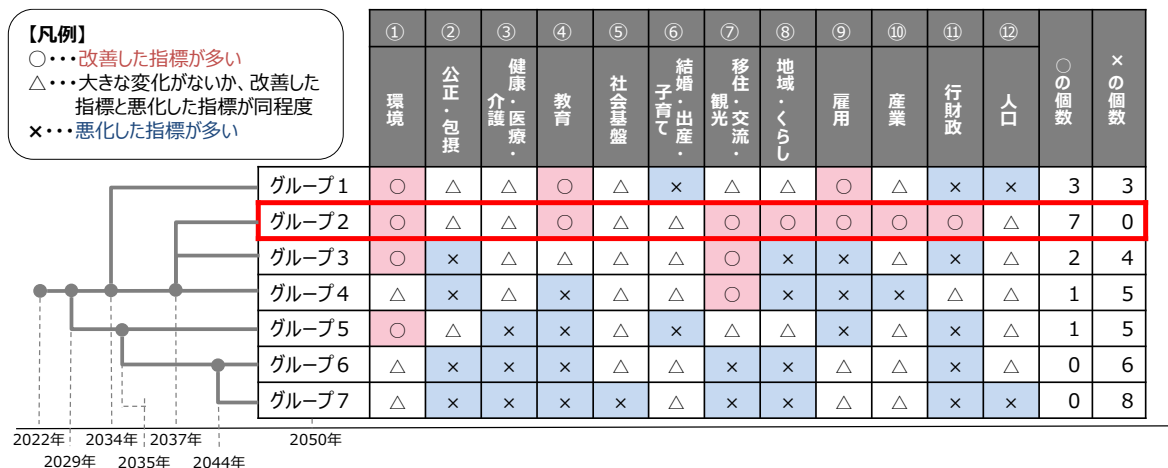 【凡例】
○・・・改善した指標が多い
△・・・大きな変化がないか、改善した
指標と悪化した指標が同程度
×・・・悪化した指標が多い
① ② ③ ④ ⑤ ⑥ ⑦ ⑧ ⑨ ⑩ ⑪ ⑫
環境
公正・包摂
健康・医療・
介護
教育
社会基盤
結婚・出産・
子育て
移住・交流・
観光
地域・くらし
雇用
産業
行財政
人口
○の個数
×の個数
グループ1 ○ △ △ ○ △ × △ △ ○ △ × × 3 3
グループ2 ○ △ △ ○ △ △ ○ ○ ○ ○ ○ △ 7 0
グループ3 ○ × △ △ △ △ ○ × × △ × △ 2 4
グループ4 △ × △ × △ △ ○ × × × △ △ 1 5
グループ5 ○ △ × × △ × △ △ × △ × △ 1 5
グループ6 △ × × × △ △ × × △ △ × △ 0 6
グループ7 △ × × × × △ × × △ △ × × 0 8
2022年 2034年 2037年 2050年
2029年 2035年 2044年